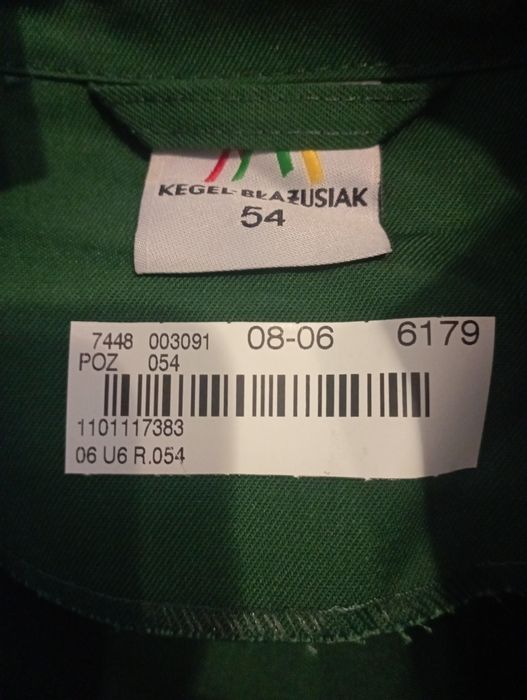 KEGEL-BŁAŻUSIAK
54
7448 003091 08-06 6179
POZ 054
1101117383
06 U6 R.054